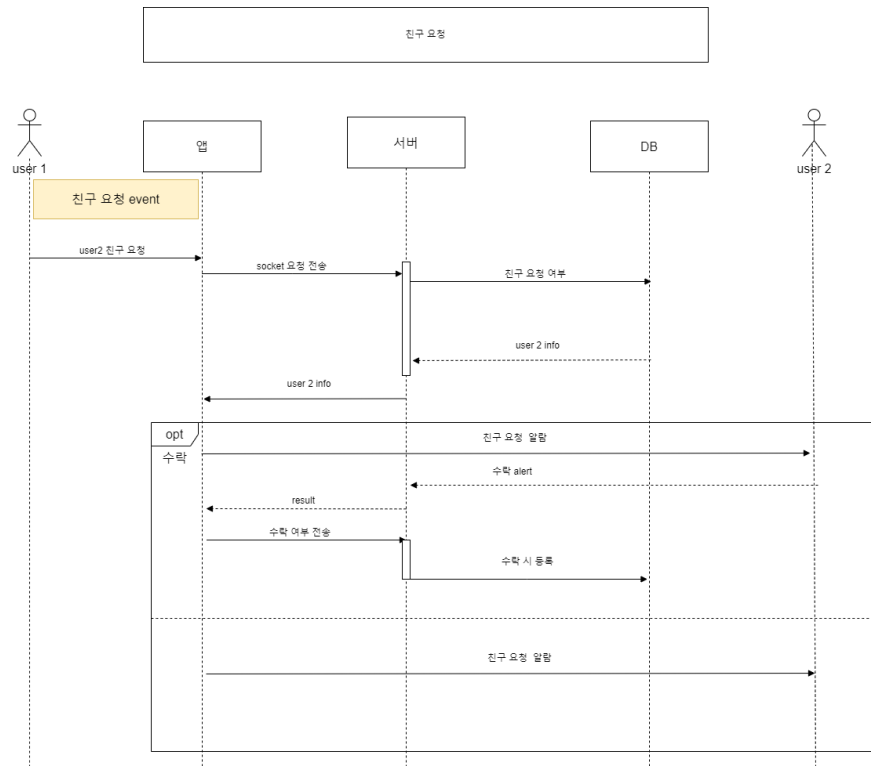 친구 요청
user 1
앱
서버
DB
user 2
친구 요청 event
user2 친구 요청
socket 요청 전송
친구 요청 여부
user 2 info
user 2 info
opt
수락
친구 요청 알람
수락 alert
result
수락 여부 전송
수락 시 등록
친구 요청 알람